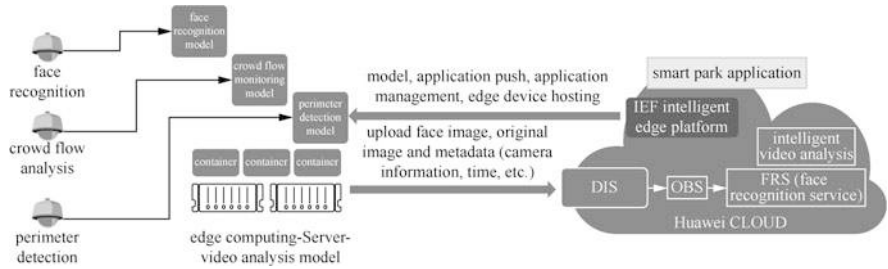 face
recognition
crowd flow
analysis
perimeter
detection
face
recognition
model
crowd flow
monitoring
model
perimeter
detection
model
container
container
container
edge computing-Server-
video analysis model
model, application push, application
management, edge device hosting
upload face image, original
image and metadata (camera
information, time, etc.)
smart park application
IEF intelligent
edge platform
intelligent
video analysis
DIS
OBS
FRS (face
recognition service)
Huawei CLOUD